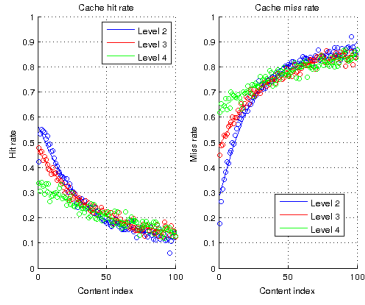 Cache hit rate
1
0.9
0.8
0.7
0.6
0.5
0.4
0.3
0.2
0.1
0
Hit rate
Level 2
Level 3
Level 4
0
50
100
Content index
Cache miss rate
1
0.9
0.8
0.7
0.6
0.5
0.4
0.3
0.2
0.1
0
Miss rate
Level 2
Level 3
Level 4
0
50
100
Content index